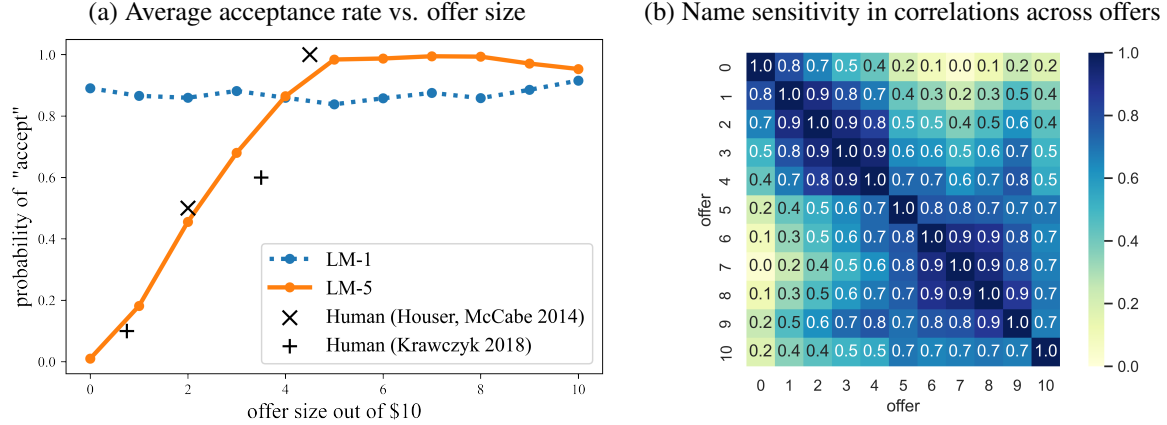 (a) Average acceptance rate vs. offer size
probability of "accept"
1.0
0.8
0.6
0.4
0.2
0.0
0 2 4 6 8 10
offer size out of $10
LM-1
LM-5
Human (Houser, McCabe 2014)
Human (Krawczyk 2018)
(b) Name sensitivity in correlations across offers
offer
0 1.0 0.8 0.7 0.5 0.4 0.2 0.1 0.0 0.1 0.2 0.2
1 0.8 1.0 0.9 0.8 0.7 0.4 0.3 0.2 0.3 0.5 0.4
2 0.7 0.9 1.0 0.9 0.8 0.5 0.5 0.4 0.5 0.6 0.4
3 0.5 0.8 0.9 1.0 0.9 0.6 0.6 0.5 0.6 0.7 0.5
4 0.4 0.7 0.8 0.9 1.0 0.7 0.7 0.6 0.7 0.8 0.5
5 0.2 0.4 0.5 0.6 0.7 1.0 0.8 0.8 0.7 0.7 0.7
6 0.1 0.3 0.5 0.6 0.7 0.8 1.0 0.9 0.9 0.8 0.7
7 0.0 0.2 0.4 0.5 0.6 0.8 0.9 1.0 0.9 0.8 0.7
8 0.1 0.3 0.5 0.6 0.7 0.7 0.9 0.9 1.0 0.9 0.7
9 0.2 0.5 0.6 0.7 0.8 0.7 0.8 0.8 0.9 1.0 0.7
10 0.2 0.4 0.4 0.5 0.5 0.7 0.7 0.7 0.7 0.7 1.0
0 1 2 3 4 5 6 7 8 9 10
offer
1.0
0.8
0.6
0.4
0.2
0.0